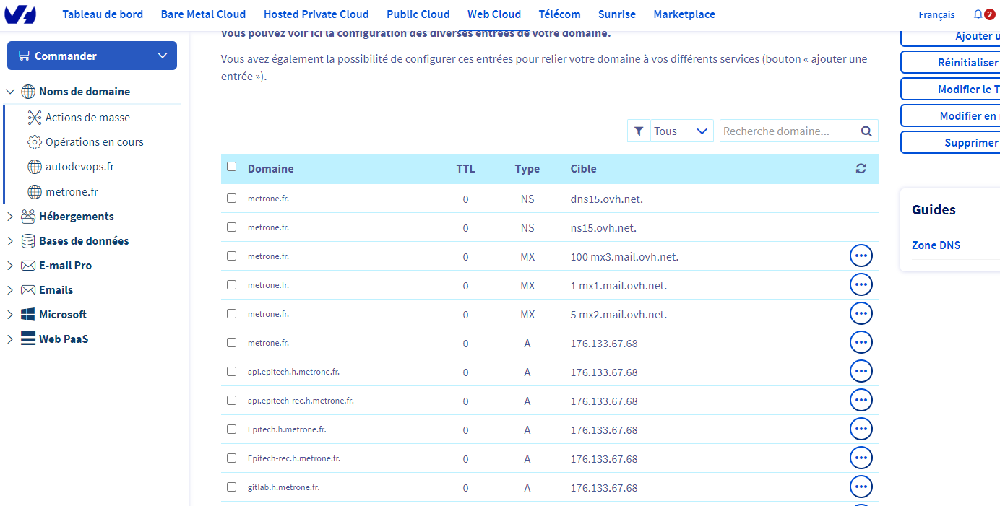 Tableau de bord Bare Metal Cloud Hosted Private Cloud Public Cloud Web Cloud Télécom Sunrise Marketplace Français 2
Commander
Noms de domaine
Actions de masse
Opérations en cours
autodevops.fr
metrone.fr
Hébergements
Bases de données
E-mail Pro
Emails
Microsoft
Web PaaS
Vous pouvez voir ici la configuration des diverses entrées de votre domaine.
Vous avez également la possibilité de configurer ces entrées pour relier votre domaine à vos différents services (bouton « ajouter une
entrée »).
Tous Recherche domaine...
Domaine TTL Type Cible
metrone.fr. 0 NS dns15.ovh.net.
metrone.fr. 0 NS ns15.ovh.net.
metrone.fr. 0 MX 100 mx3.mail.ovh.net.
metrone.fr. 0 MX 1 mx1.mail.ovh.net.
metrone.fr. 0 MX 5 mx2.mail.ovh.net.
metrone.fr. 0 A 176.133.67.68
api.epitech.h.metrone.fr. 0 A 176.133.67.68
api.epitech-rec.h.metrone.fr. 0 A 176.133.67.68
Epitech.h.metrone.fr. 0 A 176.133.67.68
Epitech-rec.h.metrone.fr. 0 A 176.133.67.68
gitlab.h.metrone.fr. 0 A 176.133.67.68
Ajouter u
Réinitialiser
Modifier le T
Modifier en
Supprimer
Guides
Zone DNS